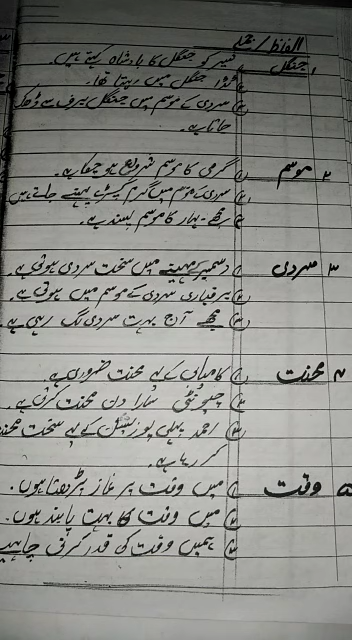 الفاظ / جملے
۱ جنگل ۱) شیر کو جنگل کا بادشاہ کہتے ہیں۔
۲) جنگل میں رہتا تھا۔
۳) سردی کے موسم میں جنگل برف سے ڈھک
جاتا ہے۔
۲ موسم ۱) گرمی کا موسم شروع ہو چکا ہے۔
۲) سردی کے موسم میں گرم کپڑے پہنے جاتے ہیں
۳) مجھے بہار کا موسم پسند ہے۔
۳ سردی ۱) دسمبر کے مہینے میں سخت سردی ہوتی ہے۔
۲) برفباری سردی کے موسم میں ہوتی ہے۔
۳) مجھے آج بہت سردی لگ رہی ہے
۴ محنت ۱) کامیابی کے لیے محنت ضروری ہے۔
۲) چیونٹی سارا دن محنت کرتی ہے۔
۳) احمد پہلی پوزیشن کے لیے سخت محنت
کر رہا ہے۔
۵ وقت ۱) میں وقت پر نماز پڑھتا ہوں۔
۲) میں وقت کا بہت پابند ہوں۔
۳) ہمیں وقت کی قدر کرنی چاہیے